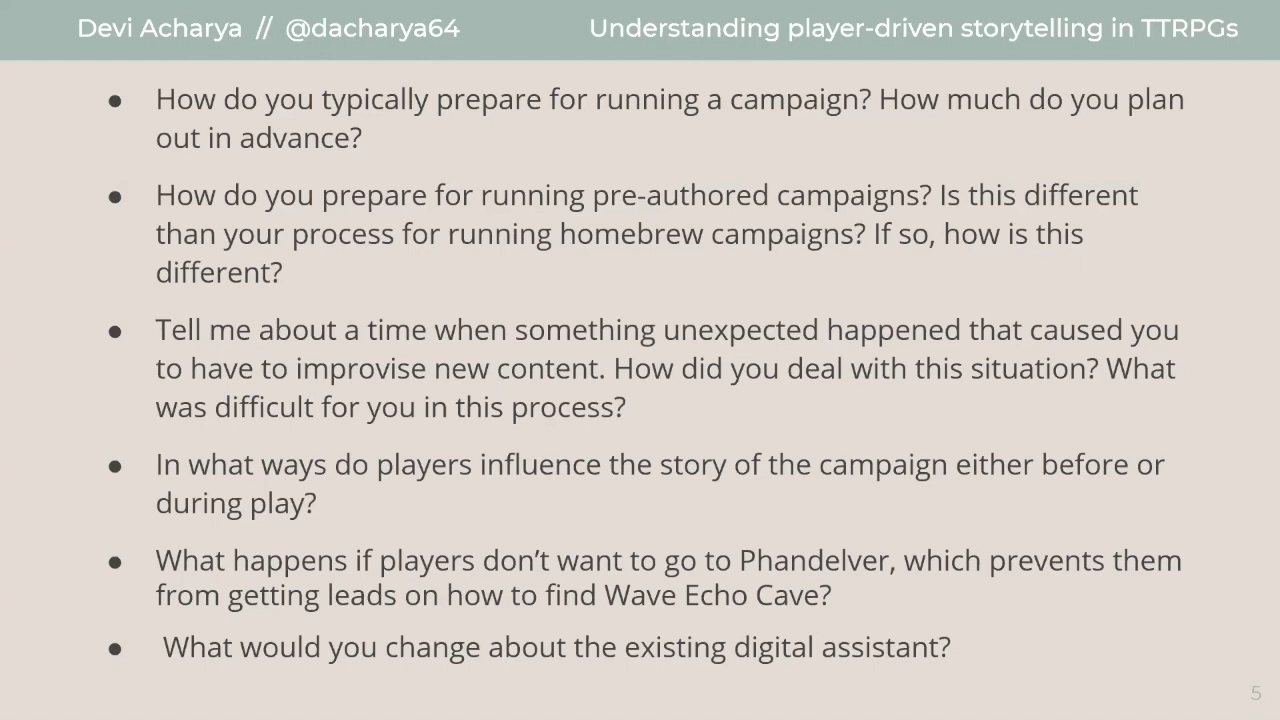 Devi Acharya // @dacharya64
Understanding player-driven storytelling in TTRPGs
● How do you typically prepare for running a campaign? How much do you plan
out in advance?
● How do you prepare for running pre-authored campaigns? Is this different
than your process for running homebrew campaigns? If so, how is this
different?
● Tell me about a time when something unexpected happened that caused you
to have to improvise new content. How did you deal with this situation? What
was difficult for you in this process?
● In what ways do players influence the story of the campaign either before or
during play?
● What happens if players don’t want to go to Phandelver, which prevents them
from getting leads on how to find Wave Echo Cave?
● What would you change about the existing digital assistant?
5